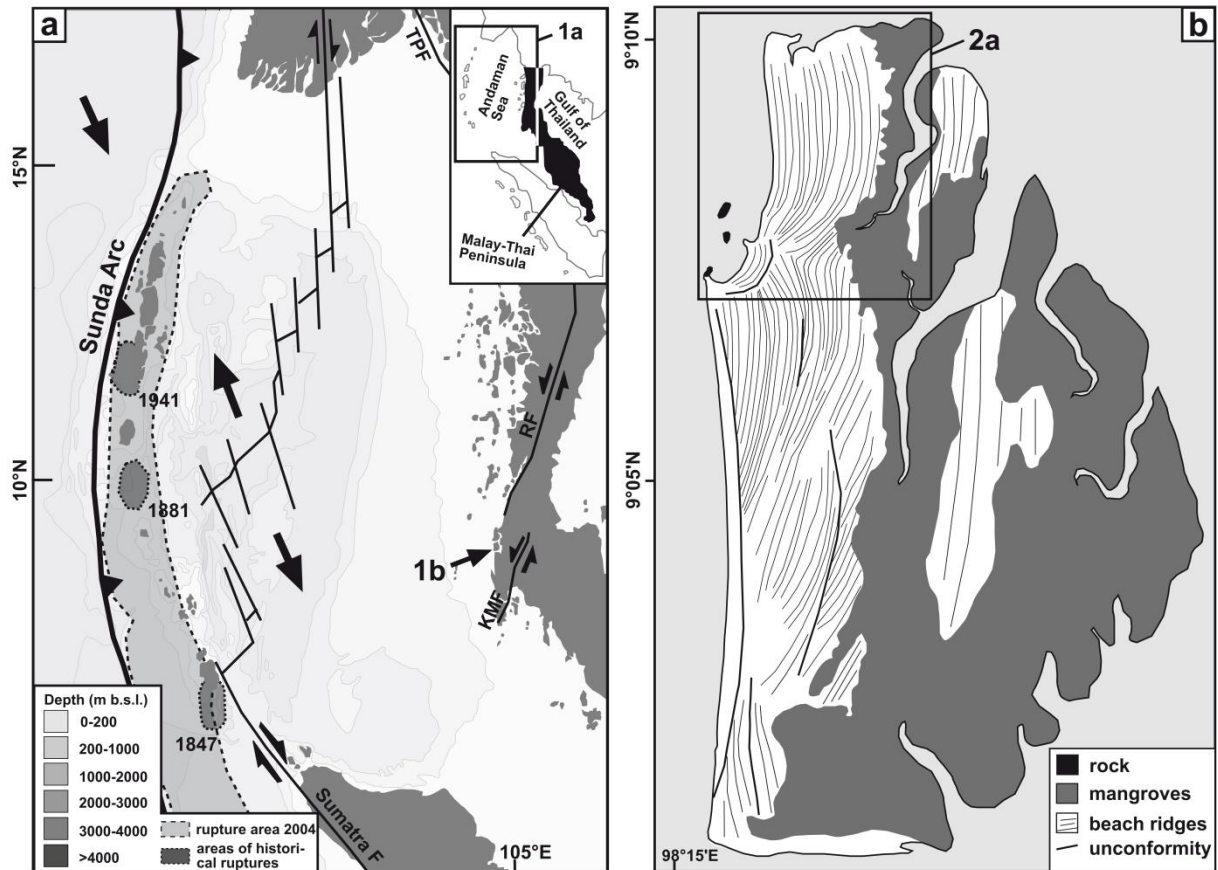 a
TPF
1a
Andaman
Sea
Gulf of
Thailand
Malay-Thai
Peninsula
15°N
Sunda Arc
1941
RF
10°N
1881
1b
KMF
1847
Sumatra F
105°E
Depth (m b.s.l.)
0-200
200-1000
1000-2000
2000-3000
3000-4000
>4000
rupture area 2004
areas of histori-
cal ruptures
b
9°10'N
2a
9°05'N
98°15'E
rock
mangroves
beach ridges
unconformity